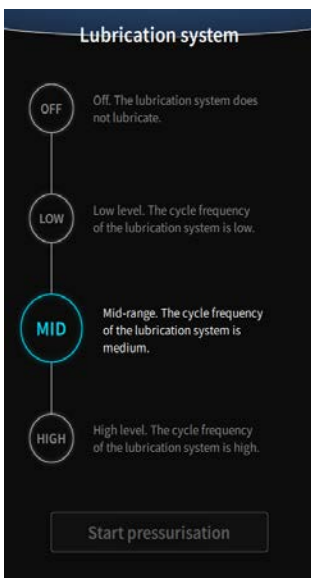 Lubrication system
OFF
Off. The lubrication system does
not lubricate.
LOW
Low level. The cycle frequency
of the lubrication system is low.
MID
Mid-range. The cycle frequency
of the lubrication system is
medium.
HIGH
High level. The cycle frequency
of the lubrication system is high.
Start pressurisation